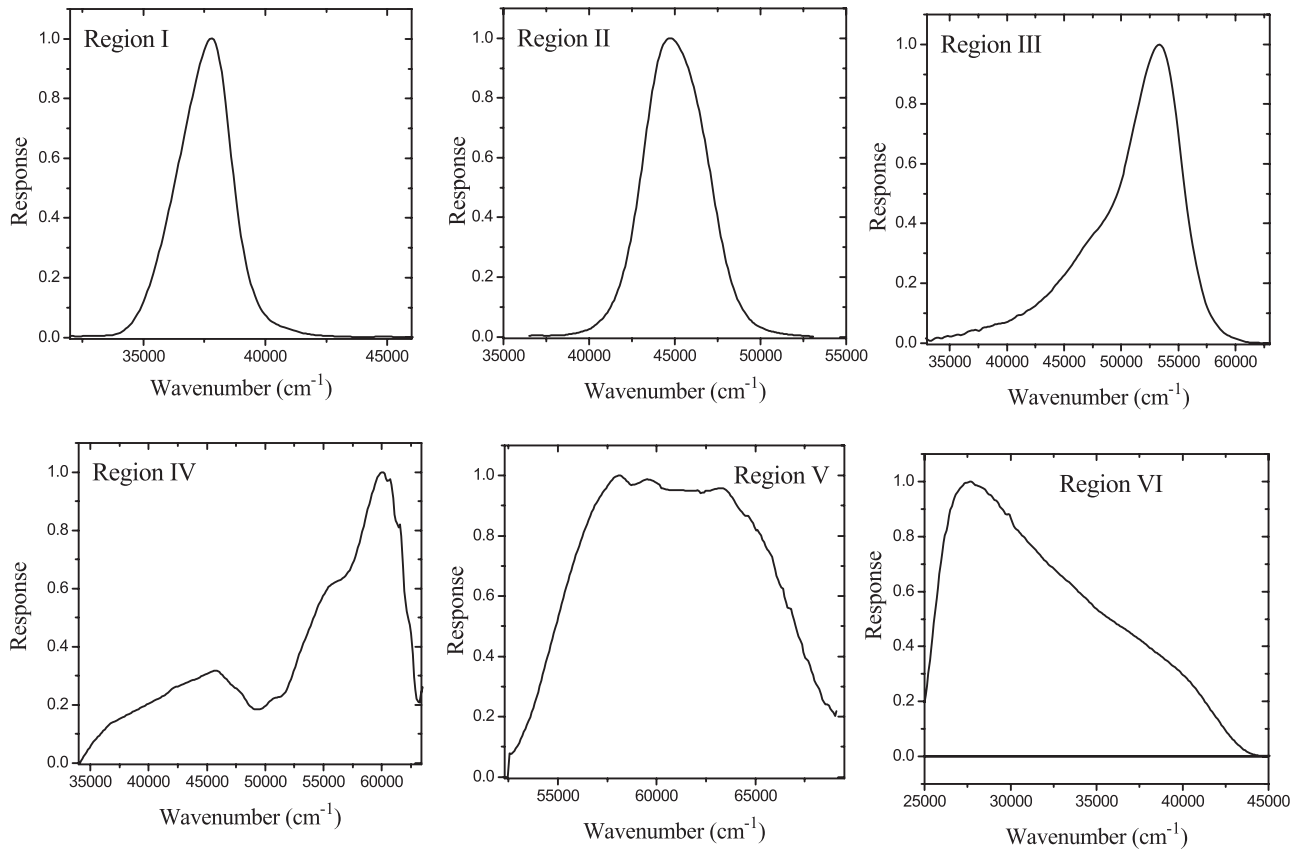 Region I
Response
1.0
0.8
0.6
0.4
0.2
0.0
35000 40000 45000
Wavenumber (cm⁻¹)
Region II
Response
1.0
0.8
0.6
0.4
0.2
0.0
35000 40000 45000 50000 55000
Wavenumber (cm⁻¹)
Region III
Response
1.0
0.8
0.6
0.4
0.2
0.0
35000 40000 45000 50000 55000 60000
Wavenumber (cm⁻¹)
Region IV
Response
1.0
0.8
0.6
0.4
0.2
0.0
35000 40000 45000 50000 55000 60000
Wavenumber (cm⁻¹)
Region V
Response
1.0
0.8
0.6
0.4
0.2
0.0
55000 60000 65000
Wavenumber (cm⁻¹)
Region VI
Response
1.0
0.8
0.6
0.4
0.2
0.0
25000 30000 35000 40000 45000
Wavenumber (cm⁻¹)